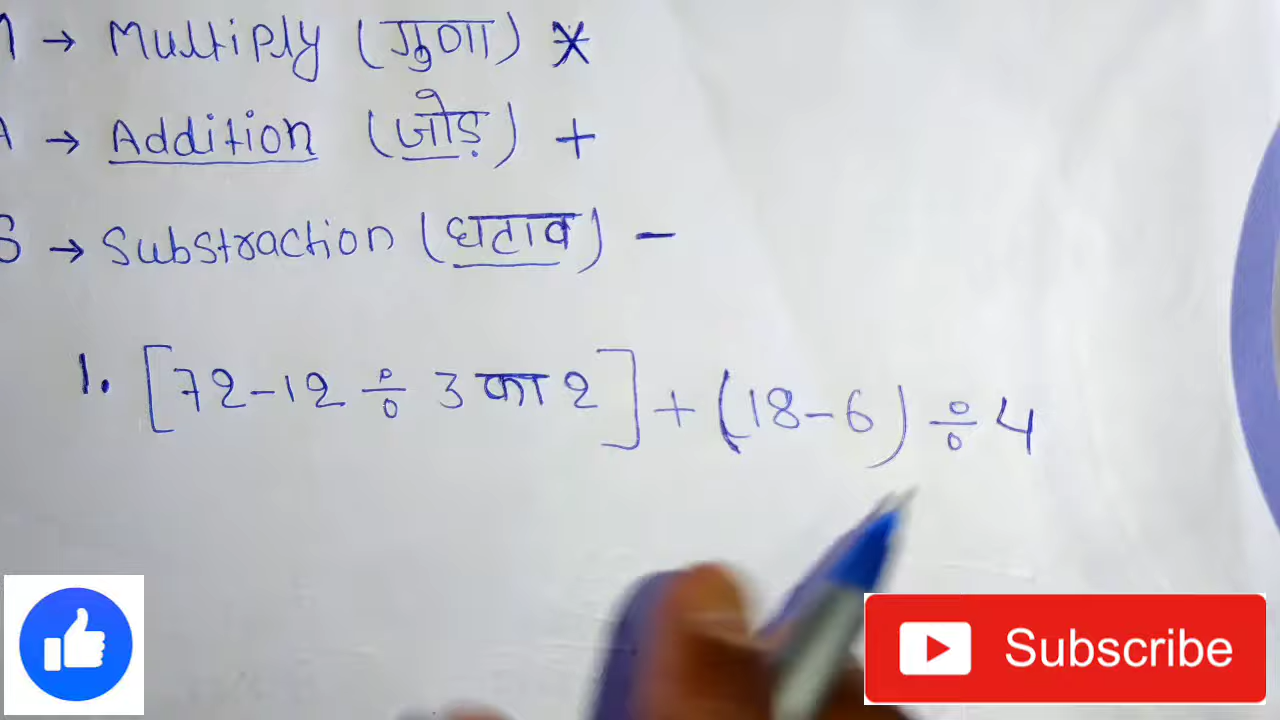 M → Multiply (गुणा) *
A → Addition (जोड़) +
S → Substraction (घटाव) -
1. [72-12 ÷ 3 का 2] + (18-6) ÷ 4
Subscribe